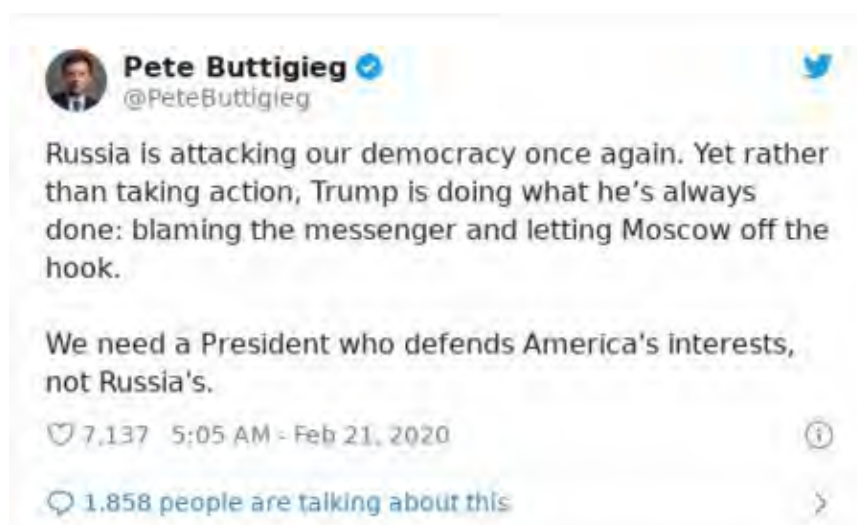 Pete Buttigieg
@PeteButtigieg
Russia is attacking our democracy once again. Yet rather
than taking action, Trump is doing what he's always
done: blaming the messenger and letting Moscow off the
hook.
We need a President who defends America's interests,
not Russia's.
7,137 5:05 AM - Feb 21, 2020
1,858 people are talking about this